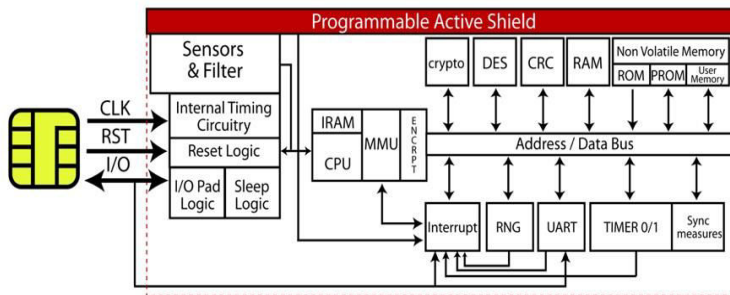 Programmable Active Shield
Sensors
& Filter
crypto
DES
CRC
RAM
Non Volatile Memory
ROM
PROM
User
Memory
CLK
RST
I/O
Internal Timing
Circuitry
Reset Logic
I/O Pad
Logic
Sleep
Logic
IRAM
CPU
MMU
ENCRPT
Address / Data Bus
Interrupt
RNG
UART
TIMER 0/1
Sync
measures